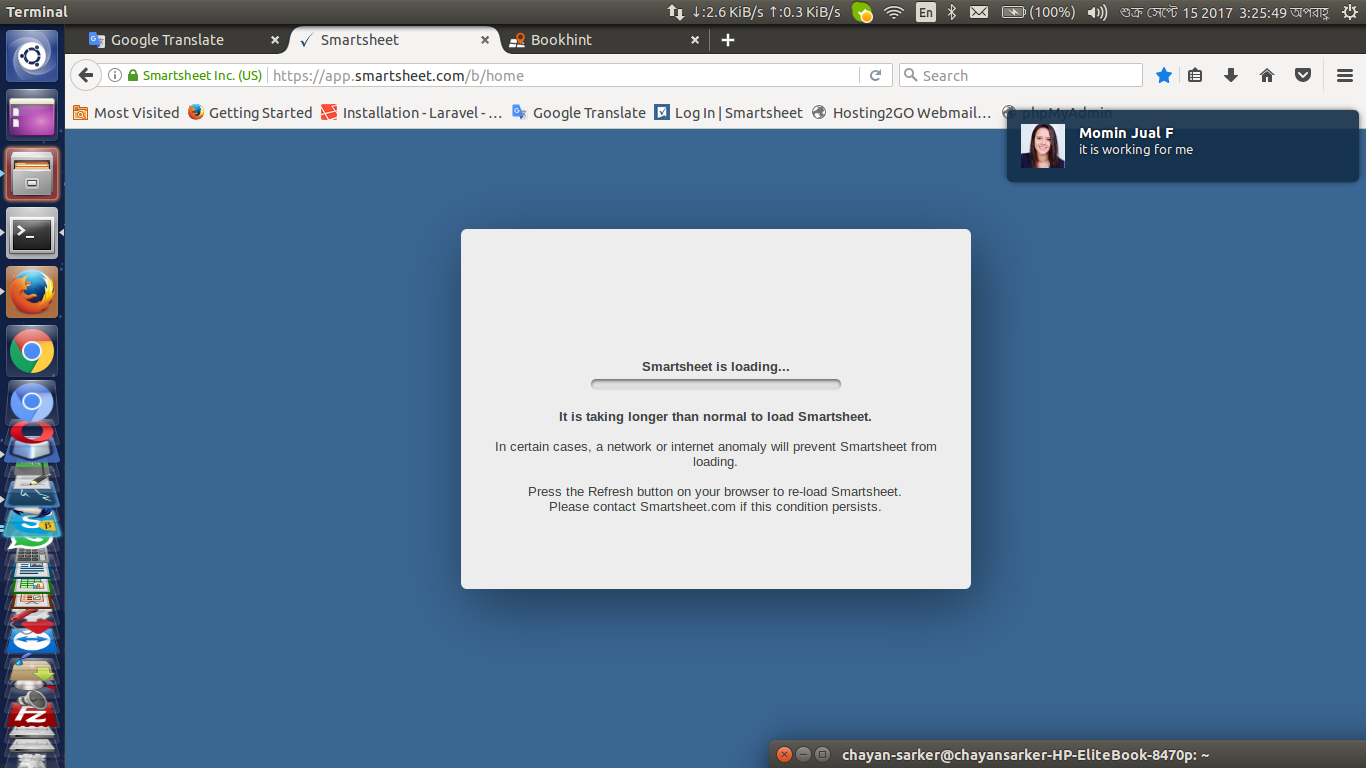 Terminal
↓:2.6 KiB/s ↑:0.3 KiB/s En (100%) শুক্র সেপ্টে 15 2017 3:25:49 অপরাহ্ণ
Google Translate Smartsheet Bookhint
Smartsheet Inc. (US) https://app.smartsheet.com/b/home Search
Most Visited Getting Started Installation - Laravel - … Google Translate Log In | Smartsheet Hosting2GO Webmail… phpMyAdmin
Momin Jual F
it is working for me
Smartsheet is loading...
It is taking longer than normal to load Smartsheet.
In certain cases, a network or internet anomaly will prevent Smartsheet from
loading.
Press the Refresh button on your browser to re-load Smartsheet.
Please contact Smartsheet.com if this condition persists.
chayan-sarker@chayansarker-HP-EliteBook-8470p: ~